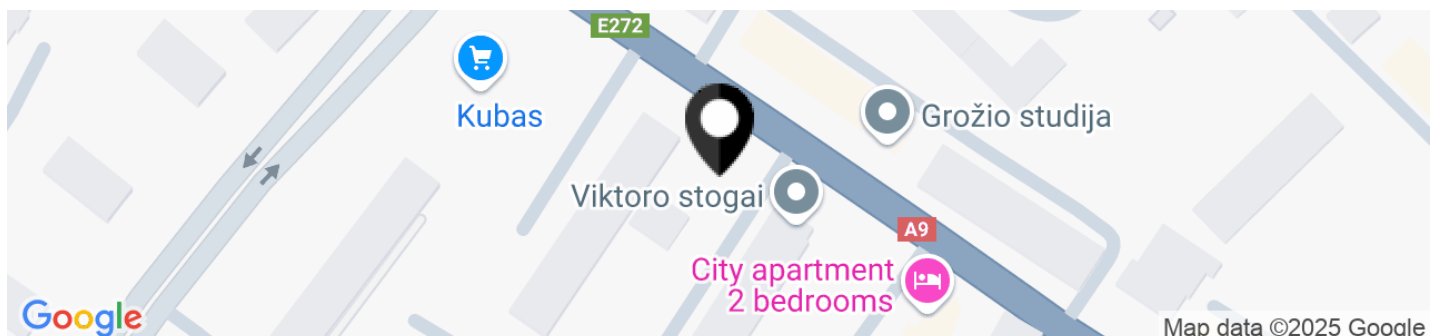 E272
Kubas
Grožio studija
Viktoro stogai
A9
City apartment
2 bedrooms
Google
Map data ©2025 Google